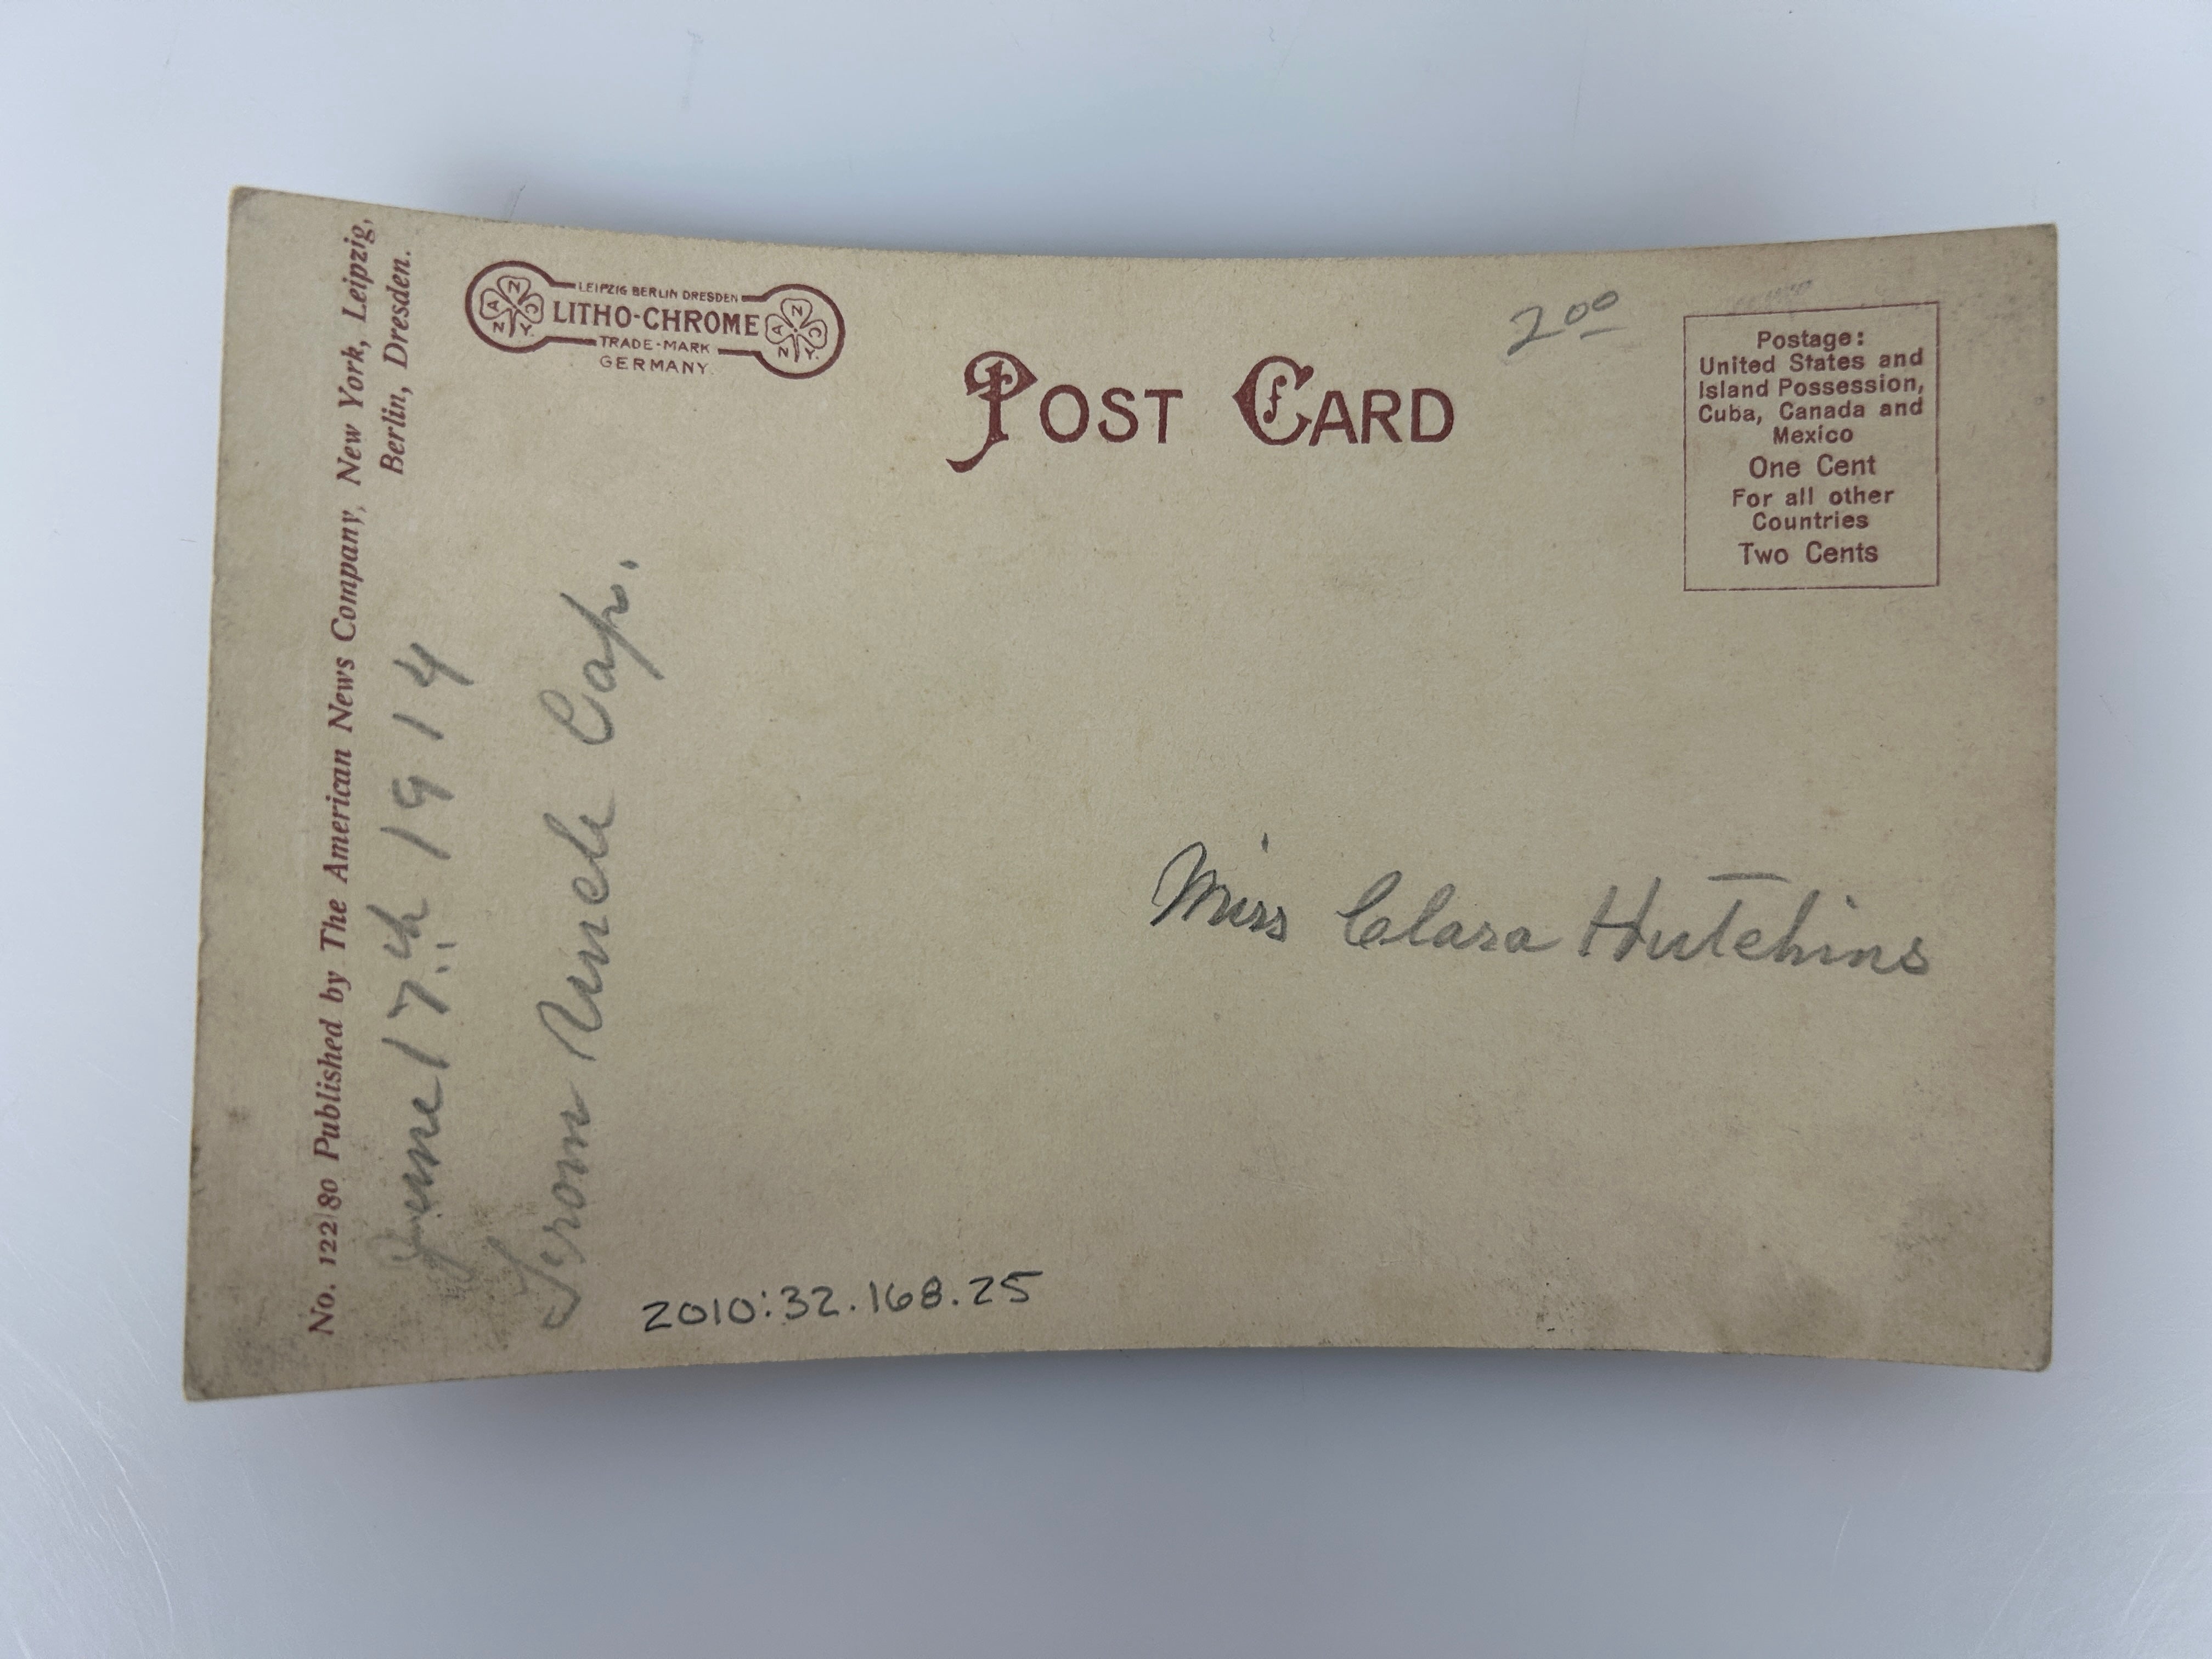 No. 122|80 Published by The American News Company, New York, Leipzig,
Berlin, Dresden.
LEIPZIG BERLIN DRESDEN
LITHO-CHROME
TRADE-MARK
GERMANY.
A N C N.Y.
A N C N.Y.
POST CARD
2 00
Postage:
United States and
Island Possession,
Cuba, Canada and
Mexico
One Cent
For all other
Countries
Two Cents
June 17th 1914
From Uncle Cap.
Miss Clara Hutchins
2010:32.168.25